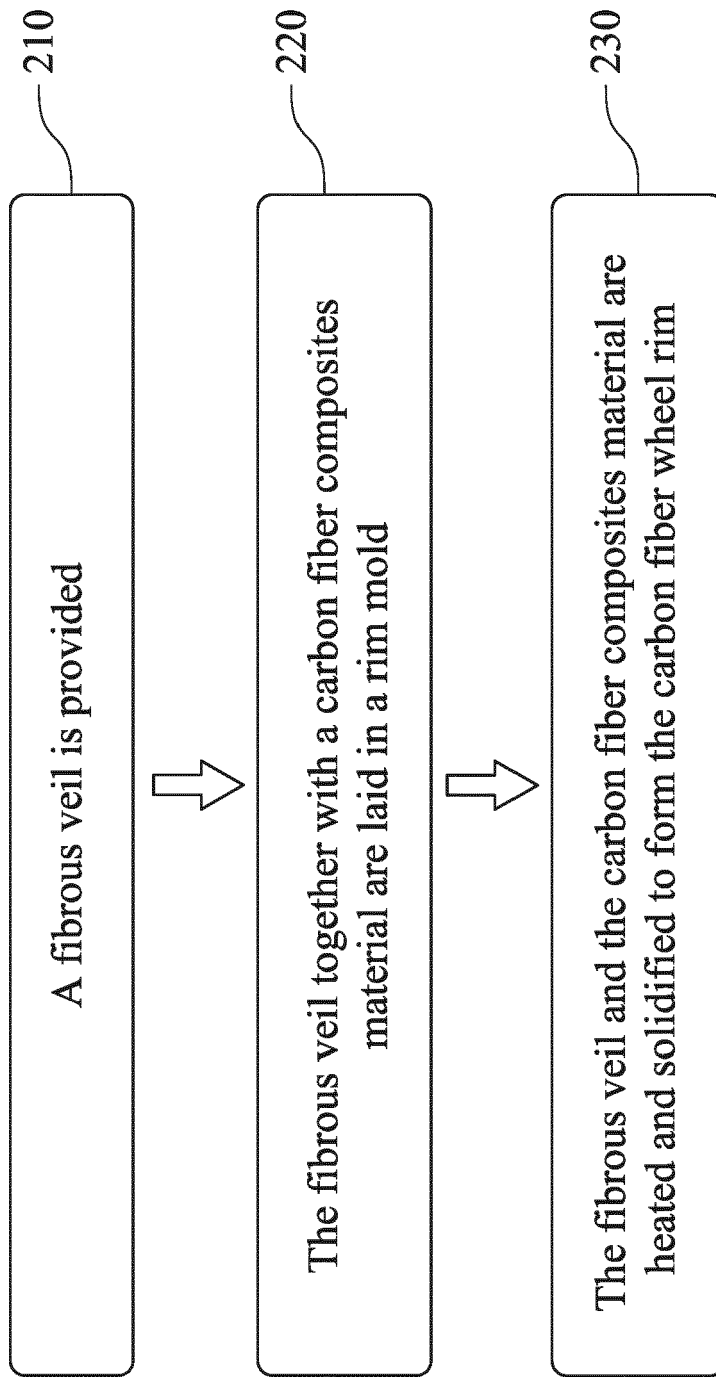 A fibrous veil is provided
210
The fibrous veil together with a carbon fiber composites
material are laid in a rim mold
220
The fibrous veil and the carbon fiber composites material are
heated and solidified to form the carbon fiber wheel rim
230